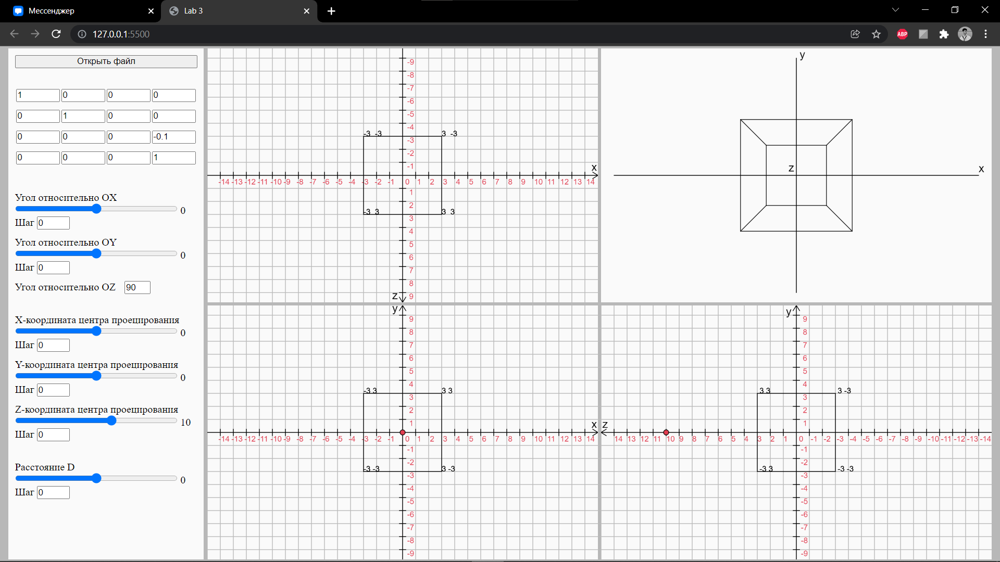 Мессенджер
Lab 3
127.0.0.1:5500
ABP
Открыть файл
1 0 0 0
0 1 0 0
0 0 0 -0.1
0 0 0 1
Угол относительно OX
0
Шаг 0
Угол относительно OY
0
Шаг 0
Угол относительно OZ 90
X-координата центра проецирования
0
Шаг 0
Y-координата центра проецирования
0
Шаг 0
Z-координата центра проецирования
10
Шаг 0
Расстояние D
0
Шаг 0
-9
-8
-7
-6
-5
-4
-3 -3 3 -3
-3
-2
-1
x
-14 -13 -12 -11 -10 -9 -8 -7 -6 -5 -4 -3 -2 -1 0 1 2 3 4 5 6 7 8 9 10 11 12 13 14
1
2
-3 3 3 3
3
4
5
6
7
8
z 9
y
z
x
y
9
8
7
6
5
4
-3 3 3 3
3
2
1
x
-14 -13 -12 -11 -10 -9 -8 -7 -6 -5 -4 -3 -2 -1 0 1 2 3 4 5 6 7 8 9 10 11 12 13 14
-1
-2
-3 -3 3 -3
-3
-4
-5
-6
-7
-8
-9
y
9
8
7
6
5
4
3 3 3 -3
3
2
1
z
14 13 12 11 10 9 8 7 6 5 4 3 2 1 0 -1 -2 -3 -4 -5 -6 -7 -8 -9 -10 -11 -12 -13 -14
-1
-2
-3 3 -3 -3
-3
-4
-5
-6
-7
-8
-9